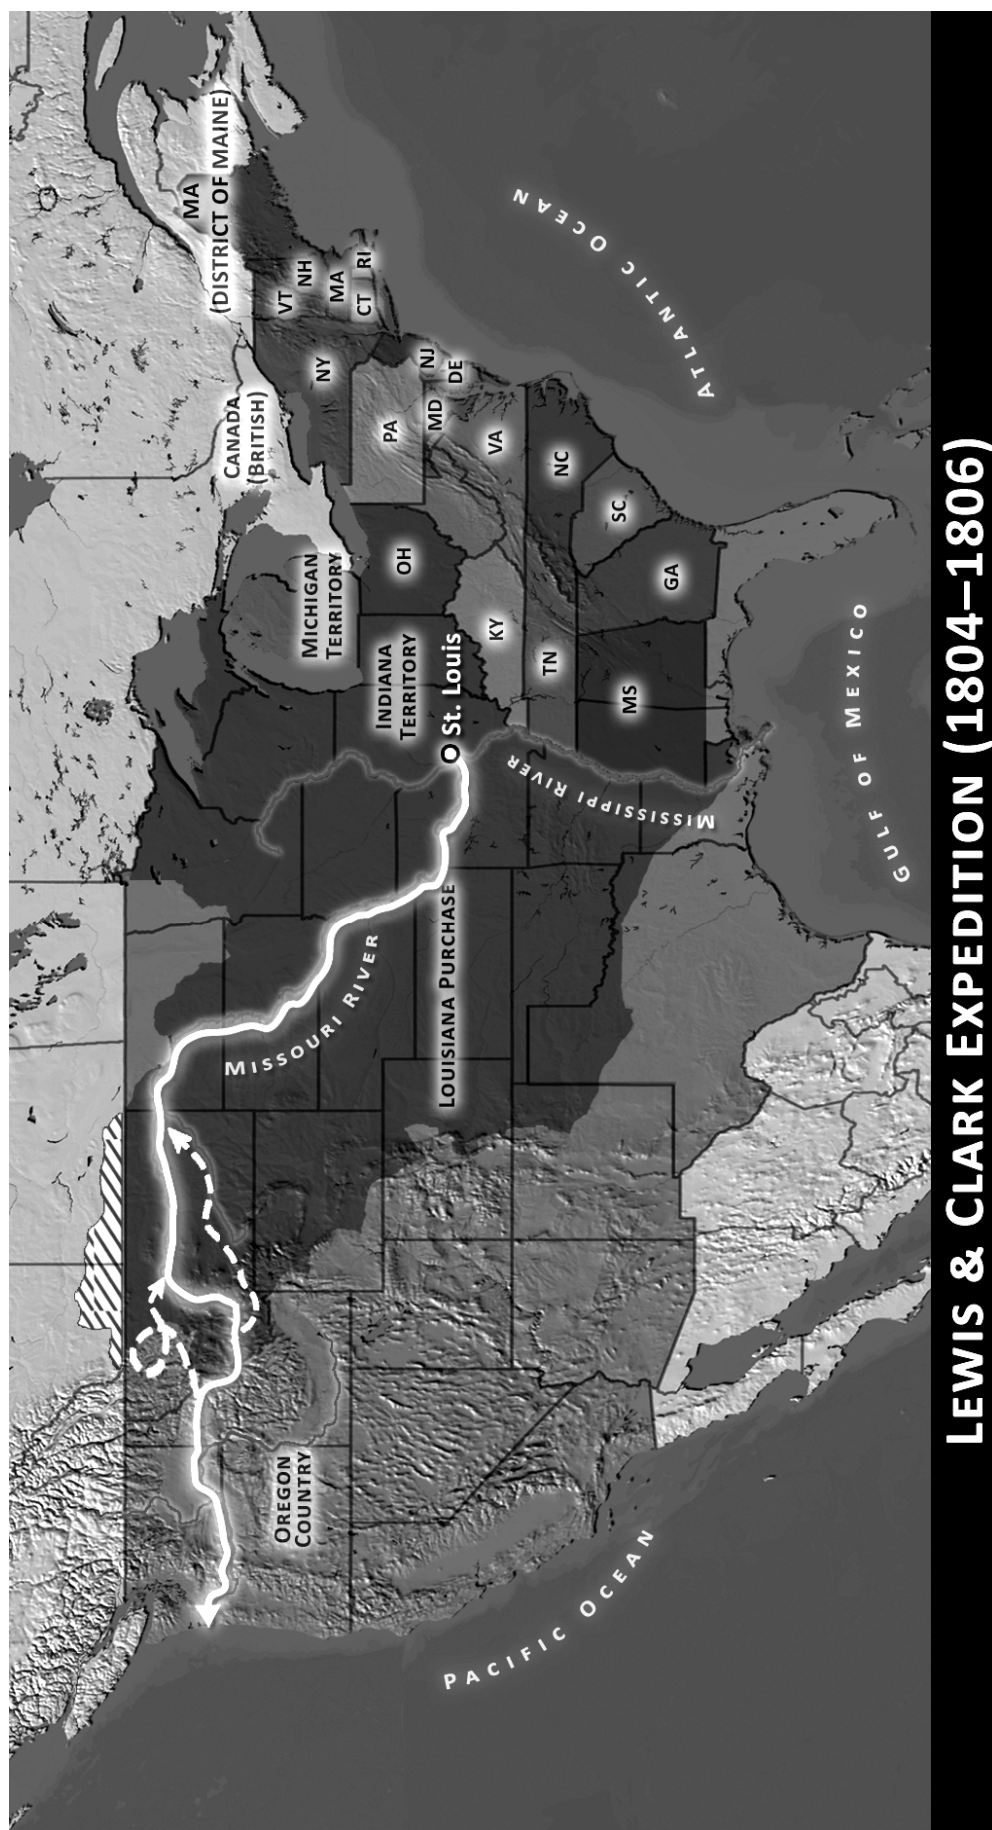 MA
(DISTRICT OF MAINE)
CANADA
(BRITISH)
VT
NH
MA
RI
CT
NY
MICHIGAN
TERRITORY
PA
NJ
DE
MD
OH
INDIANA
TERRITORY
VA
KY
NC
TN
SC
GA
MS
St. Louis
MISSISSIPPI RIVER
MISSOURI RIVER
LOUISIANA PURCHASE
OREGON
COUNTRY
PACIFIC OCEAN
ATLANTIC OCEAN
GULF OF MEXICO
LEWIS & CLARK EXPEDITION (1804–1806)